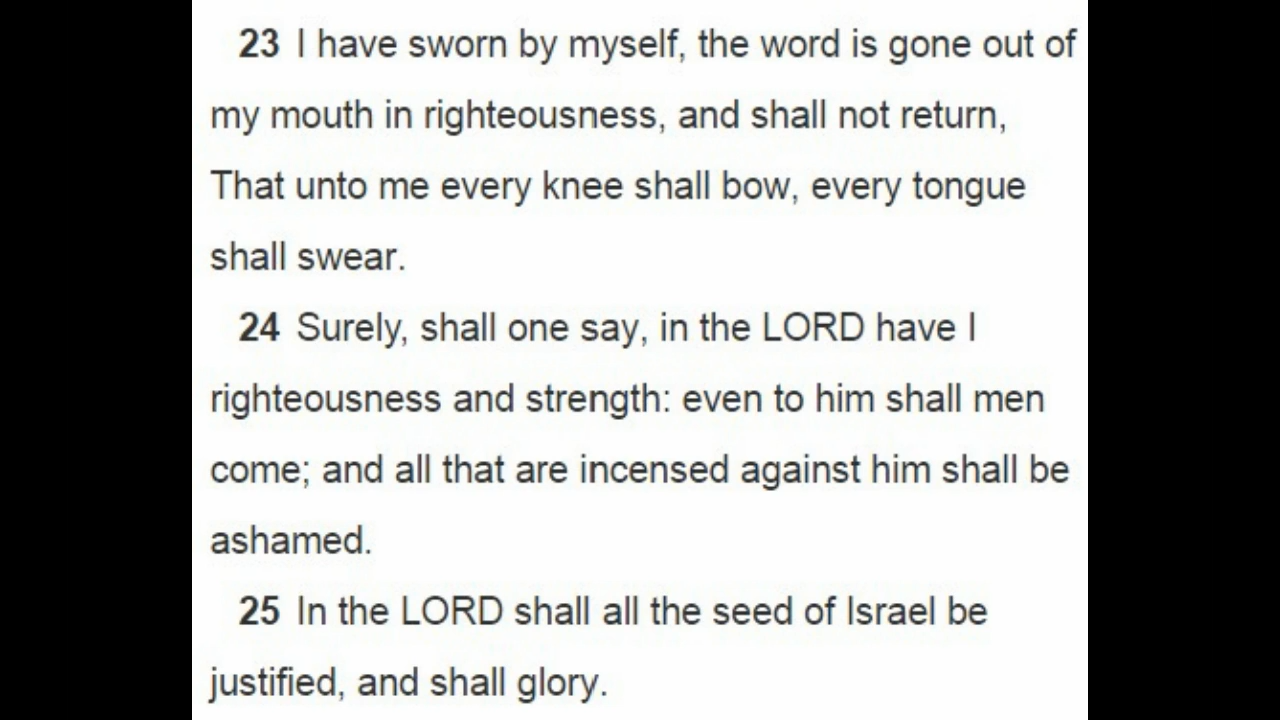 23 I have sworn by myself, the word is gone out of
my mouth in righteousness, and shall not return,
That unto me every knee shall bow, every tongue
shall swear.
24 Surely, shall one say, in the LORD have I
righteousness and strength: even to him shall men
come; and all that are incensed against him shall be
ashamed.
25 In the LORD shall all the seed of Israel be
justified, and shall glory.